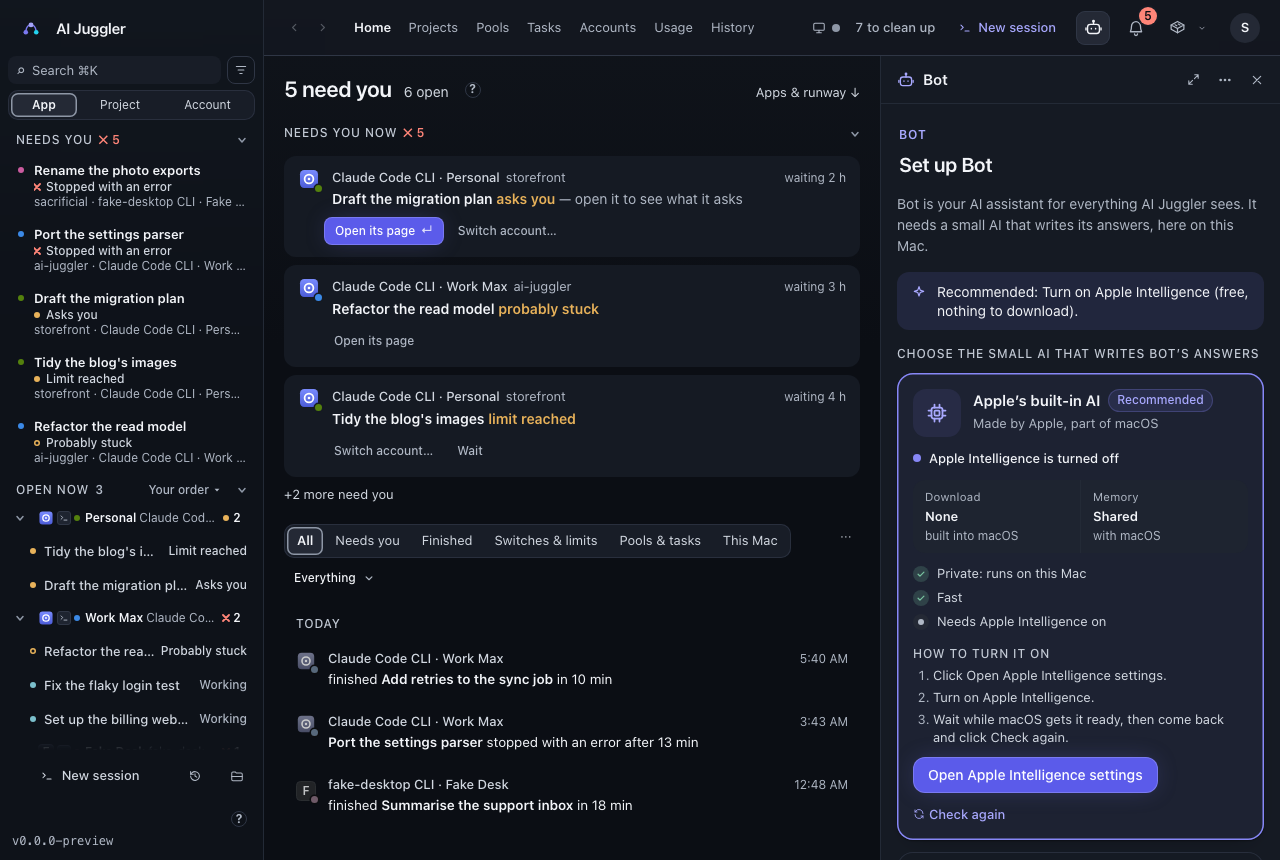 AI Juggler
Search ⌘K
App Project Account
NEEDS YOU 5
Rename the photo exports
Stopped with an error
sacrificial · fake-desktop CLI · Fake ...
Port the settings parser
Stopped with an error
ai-juggler · Claude Code CLI · Work ...
Draft the migration plan
Asks you
storefront · Claude Code CLI · Pers...
Tidy the blog's images
Limit reached
storefront · Claude Code CLI · Pers...
Refactor the read model
Probably stuck
ai-juggler · Claude Code CLI · Work ...
OPEN NOW 3 Your order
Personal Claude Cod... 2
Tidy the blog's i... Limit reached
Draft the migration pl... Asks you
Work Max Claude Co... 2
Refactor the rea... Probably stuck
Fix the flaky login test Working
Set up the billing web... Working
New session
?
v0.0.0-preview
Home Projects Pools Tasks Accounts Usage History
7 to clean up New session 5 S
5 need you 6 open ? Apps & runway ↓
NEEDS YOU NOW 5
Claude Code CLI · Personal storefront waiting 2 h
Draft the migration plan asks you — open it to see what it asks
Open its page ↵ Switch account...
Claude Code CLI · Work Max ai-juggler waiting 3 h
Refactor the read model probably stuck
Open its page
Claude Code CLI · Personal storefront waiting 4 h
Tidy the blog's images limit reached
Switch account... Wait
+2 more need you
All Needs you Finished Switches & limits Pools & tasks This Mac ...
Everything
TODAY
Claude Code CLI · Work Max 5:40 AM
finished Add retries to the sync job in 10 min
Claude Code CLI · Work Max 3:43 AM
Port the settings parser stopped with an error after 13 min
F fake-desktop CLI · Fake Desk 12:48 AM
finished Summarise the support inbox in 18 min
Bot
BOT
Set up Bot
Bot is your AI assistant for everything AI Juggler sees. It
needs a small AI that writes its answers, here on this
Mac.
Recommended: Turn on Apple Intelligence (free,
nothing to download).
CHOOSE THE SMALL AI THAT WRITES BOT’S ANSWERS
Apple’s built-in AI Recommended
Made by Apple, part of macOS
Apple Intelligence is turned off
Download Memory
None Shared
built into macOS with macOS
Private: runs on this Mac
Fast
Needs Apple Intelligence on
HOW TO TURN IT ON
1. Click Open Apple Intelligence settings.
2. Turn on Apple Intelligence.
3. Wait while macOS gets it ready, then come back
and click Check again.
Open Apple Intelligence settings
Check again